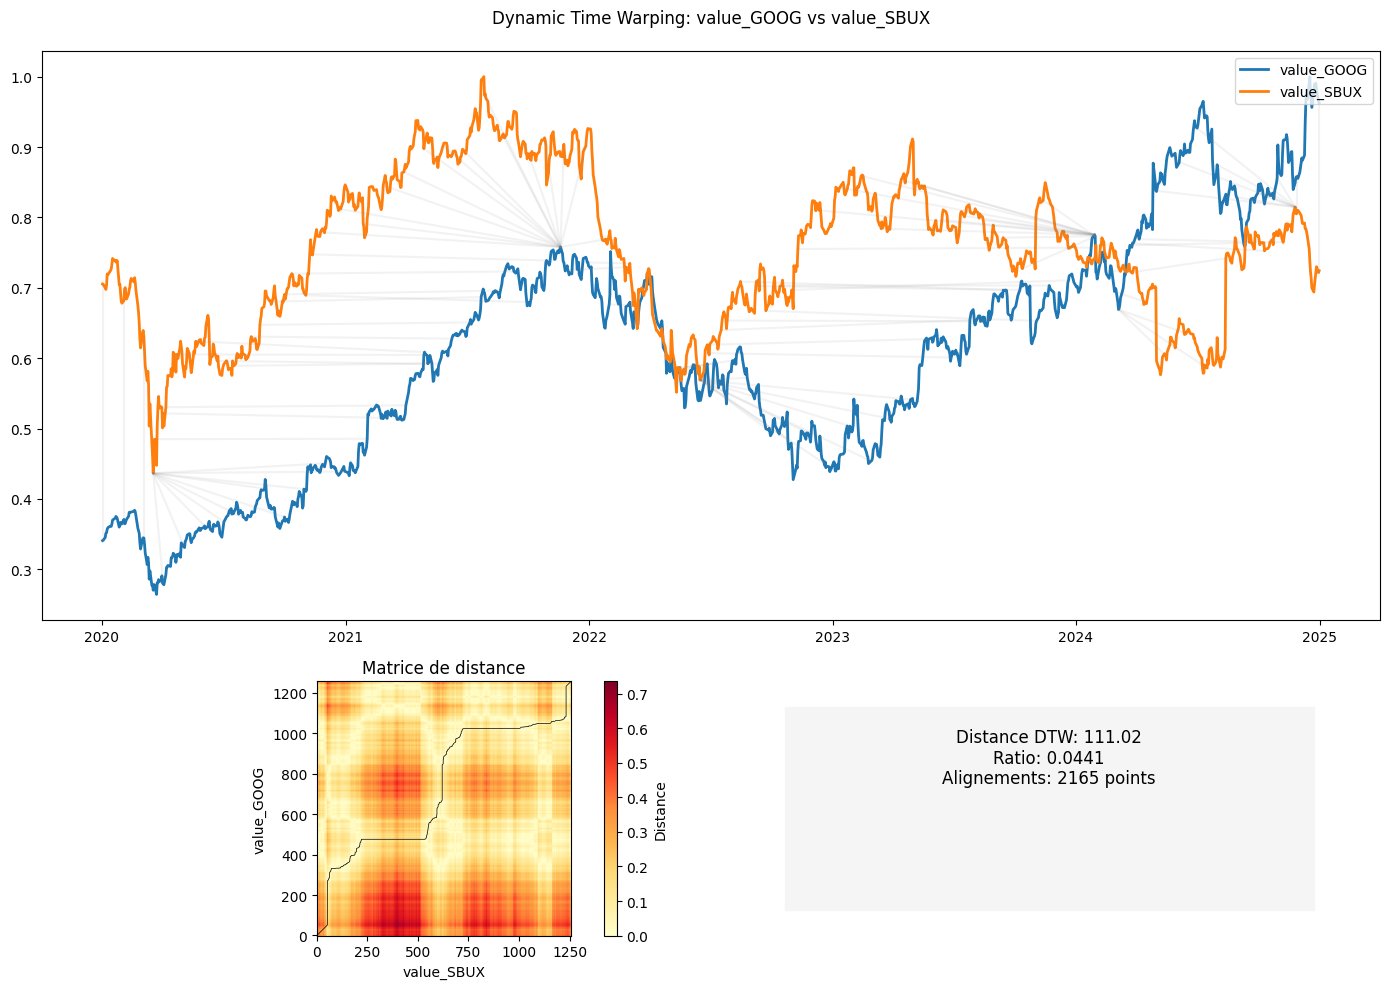 Dynamic Time Warping: value_GOOG vs value_SBUX
1.0
0.9
0.8
0.7
0.6
0.5
0.4
0.3
value_GOOG
value_SBUX
2020 2021 2022 2023 2024 2025
Matrice de distance
1200
1000
800
600
400
200
0
value_GOOG
0 250 500 750 1000 1250
value_SBUX
0.7
0.6
0.5
0.4
0.3
0.2
0.1
0.0
Distance
Distance DTW: 111.02
Ratio: 0.0441
Alignements: 2165 points